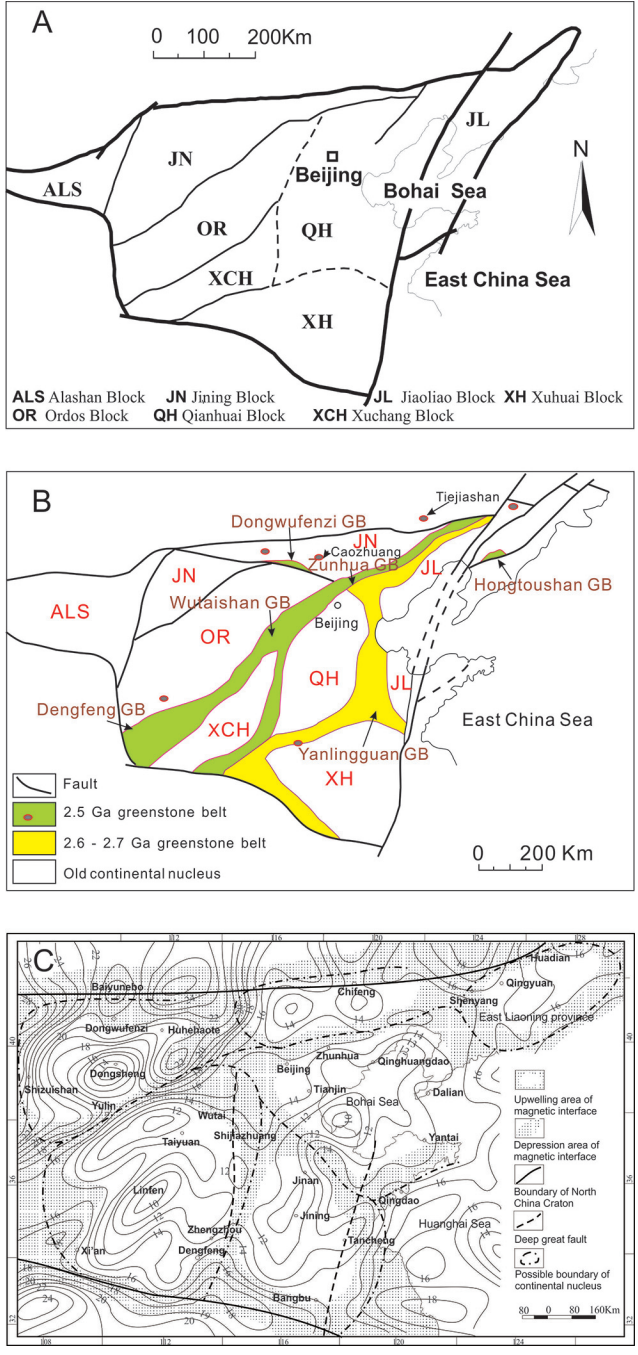 A
0 100 200Km
JL
N
JN
Beijing
ALS
Bohai Sea
OR
QH
XCH
East China Sea
XH
ALS Alashan Block JN Jining Block JL Jiaoliao Block XH Xuhuai Block
OR Ordos Block QH Qianhuai Block XCH Xuchang Block
B
Tiejiashan
Dongwufenzi GB
JN
Caozhuang
Zunhua GB
JN
JL
Hongtoushan GB
Wutaishan GB
ALS
OR
Beijing
QH
JL
Dengfeng GB
XCH
East China Sea
Yanlingguan GB
XH
Fault
2.5 Ga greenstone belt
2.6 - 2.7 Ga greenstone belt
Old continental nucleus
0 200 Km
C
Huadian
Baiyunebo
Chifeng
Qingyuan
Shenyang
East Liaoning province
Dongwufenzi
Huhehaote
Zhunhua
Beijing
Qinghuangdao
Dongsheng
Shizuishan
Tianjin
Dalian
Bohai Sea
Yulin
Wutai
Taiyuan
Shijiazhuang
Yantai
Jinan
Linfen
Qingdao
Jining
Huanghai Sea
Zhengzhou
Xi'an
Dengfeng
Tancheng
Bangbu
Upwelling area of
magnetic interface
Depression area of
magnetic interface
Boundary of North
China Craton
Deep great fault
Possible boundary of
continental nucleus
80 0 80 160Km